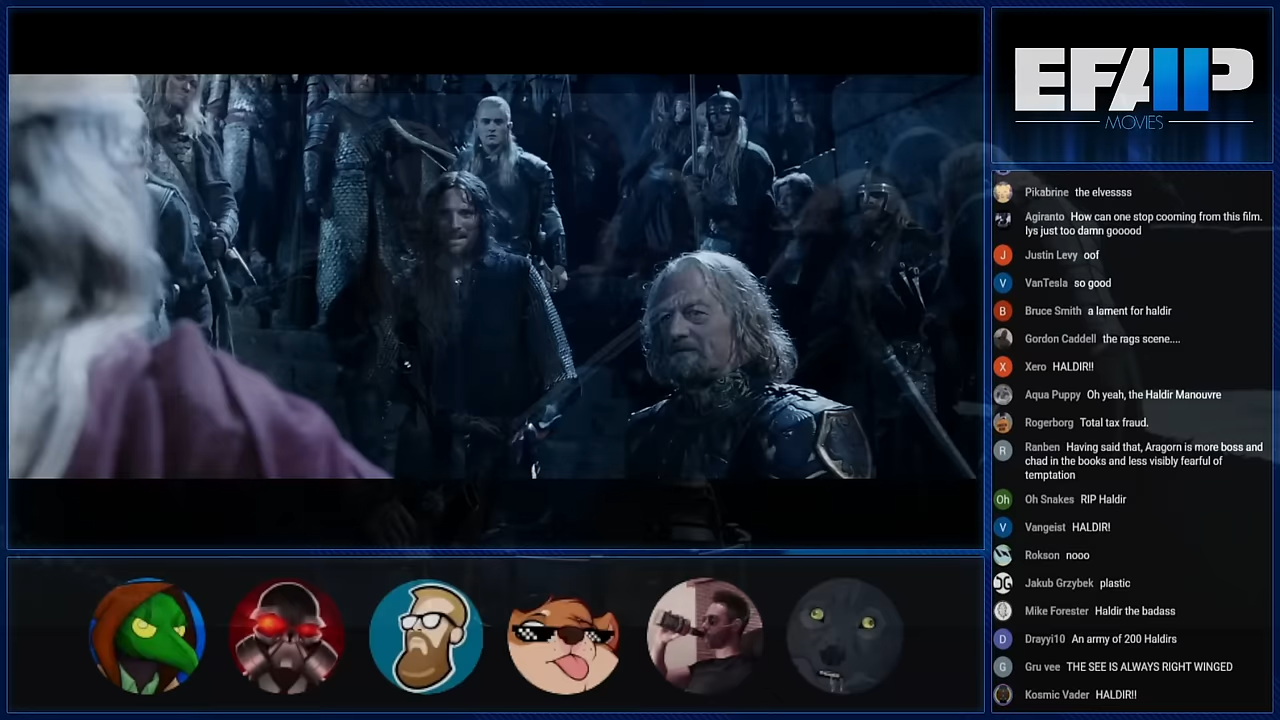 EFAP
MOVIES
Pikabrine the elvessss
Agiranto How can one stop cooming from this film.
Iys just too damn gooood
J
Justin Levy oof
V
VanTesla so good
B
Bruce Smith a lament for haldir
Gordon Caddell the rags scene....
X
Xero HALDIR!!
Aqua Puppy Oh yeah, the Haldir Manouvre
Rogerborg Total tax fraud.
R
Ranben Having said that, Aragorn is more boss and
chad in the books and less visibly fearful of
temptation
Oh
Oh Snakes RIP Haldir
V
Vangeist HALDIR!
Rokson nooo
Jakub Grzybek plastic
Mike Forester Haldir the badass
D
Drayyi10 An army of 200 Haldirs
G
Gru vee THE SEE IS ALWAYS RIGHT WINGED
Kosmic Vader HALDIR!!